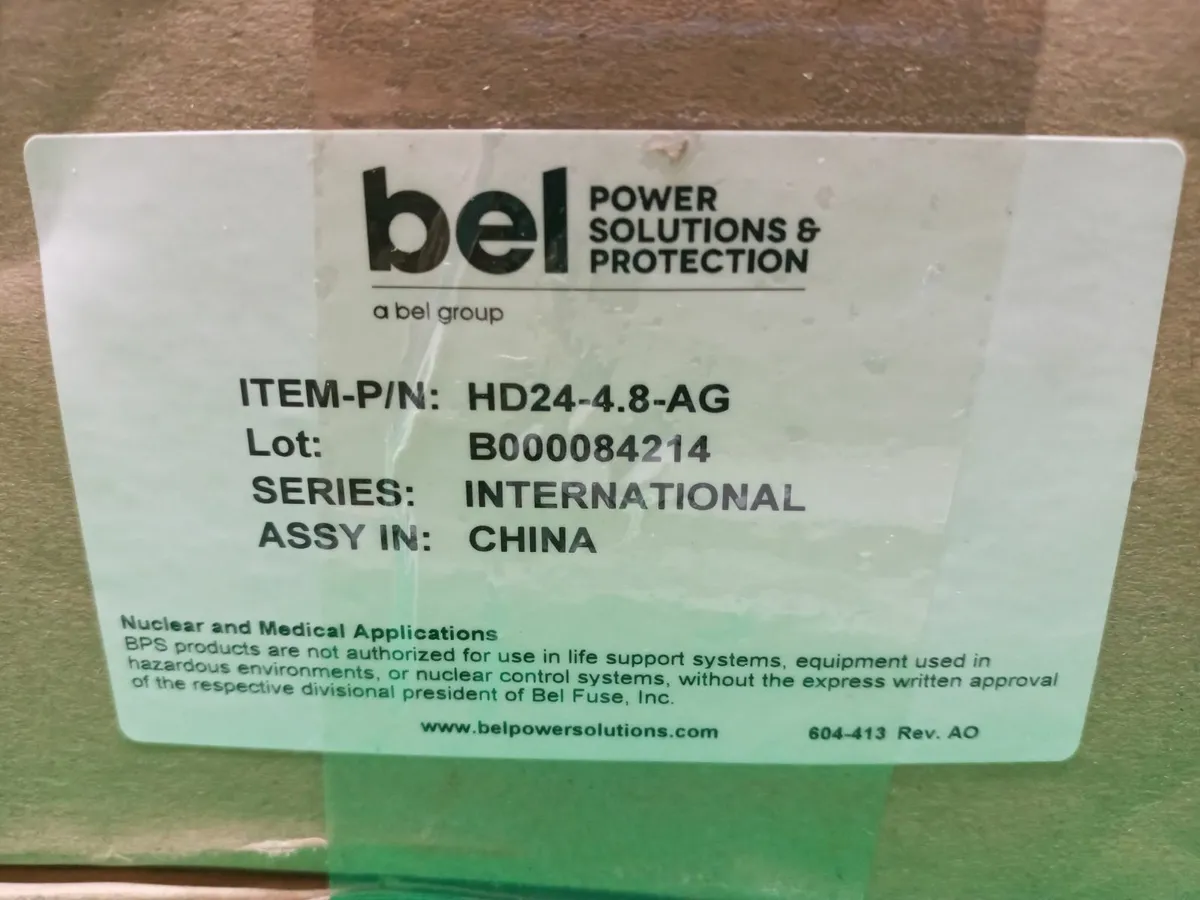 bel POWER SOLUTIONS & PROTECTION
a bel group
ITEM-P/N: HD24-4.8-AG
Lot: B000084214
SERIES: INTERNATIONAL
ASSY IN: CHINA
Nuclear and Medical Applications
BPS products are not authorized for use in life support systems, equipment used in
hazardous environments, or nuclear control systems, without the express written approval
of the respective divisional president of Bel Fuse, Inc.
www.belpowersolutions.com 604-413 Rev. AO